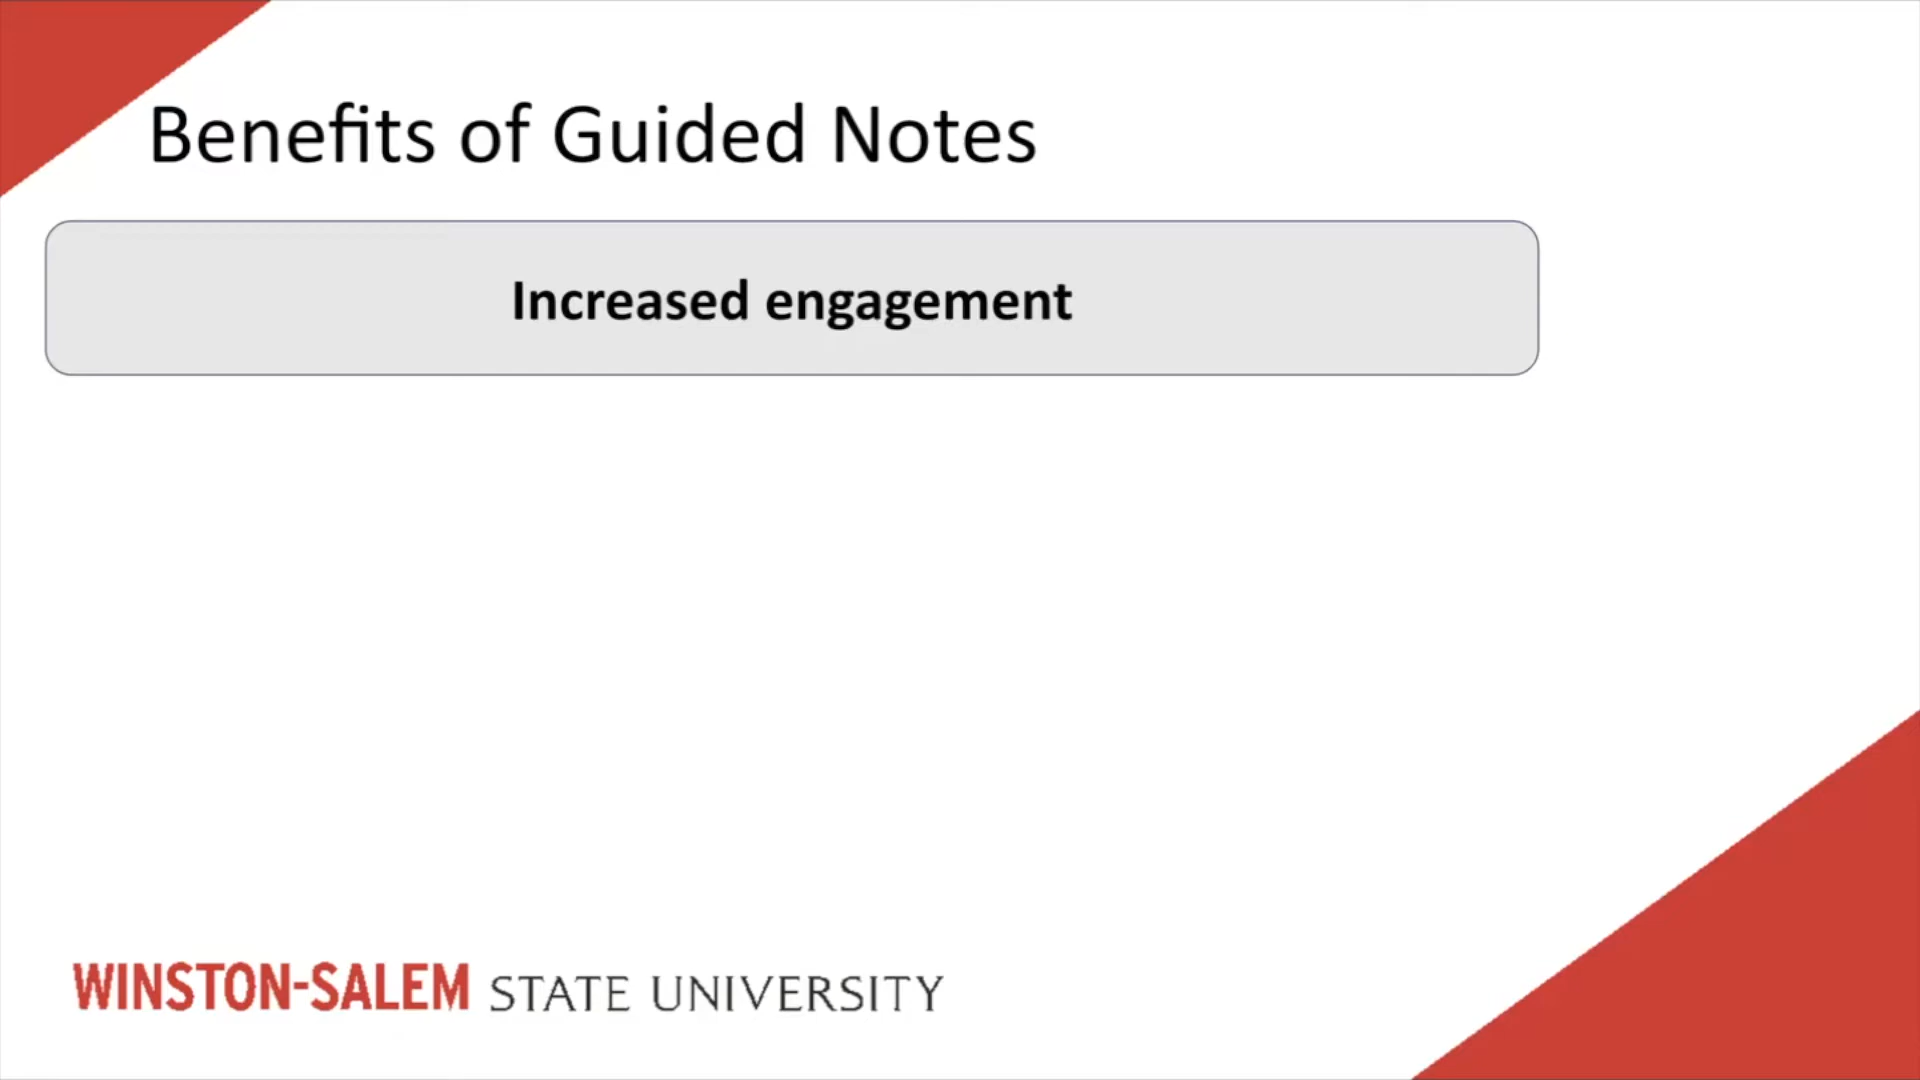 Benefits of Guided Notes
Increased engagement
WINSTON-SALEM STATE UNIVERSITY